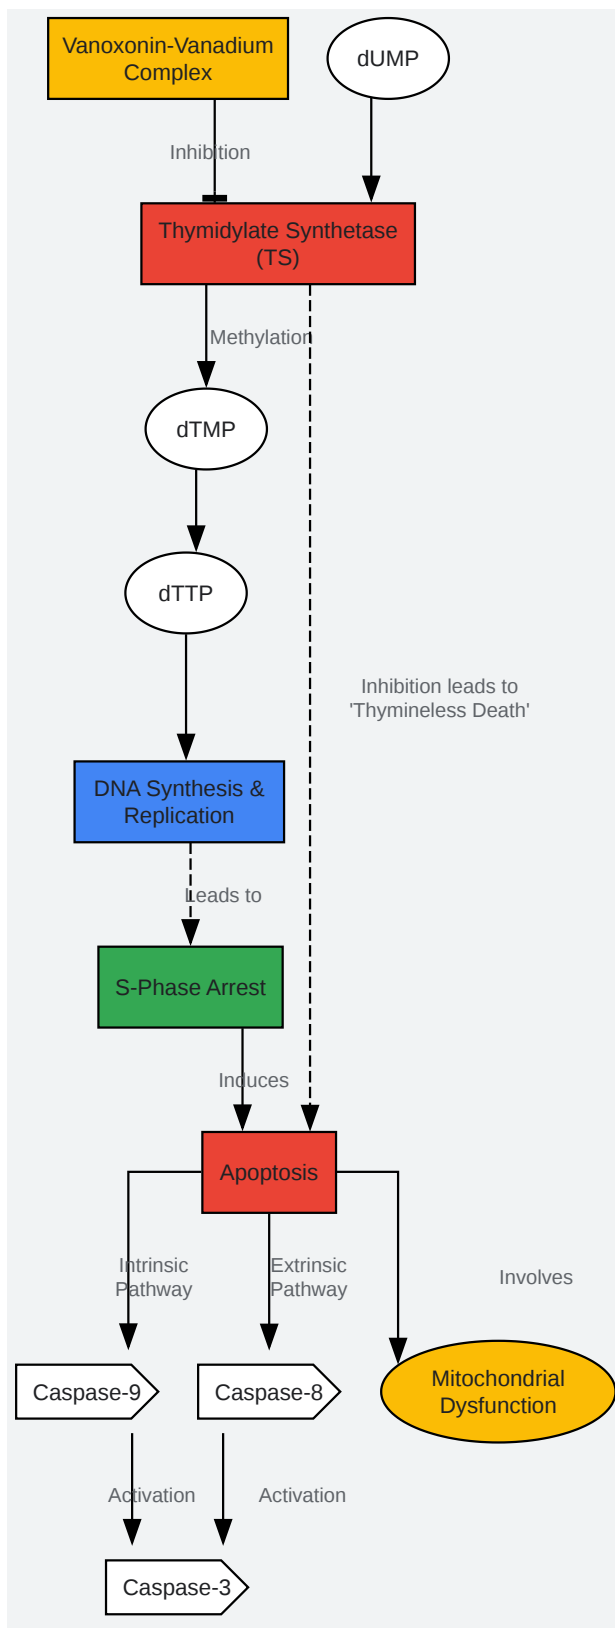 Vanoxonin-Vanadium
Complex
dUMP
Inhibition
Thymidylate Synthetase
(TS)
Methylation
dTMP
dTTP
Inhibition leads to
'Thymineless Death'
DNA Synthesis &
Replication
Leads to
S-Phase Arrest
Induces
Apoptosis
Intrinsic
Pathway
Extrinsic
Pathway
Involves
Caspase-9
Caspase-8
Mitochondrial
Dysfunction
Activation
Activation
Caspase-3